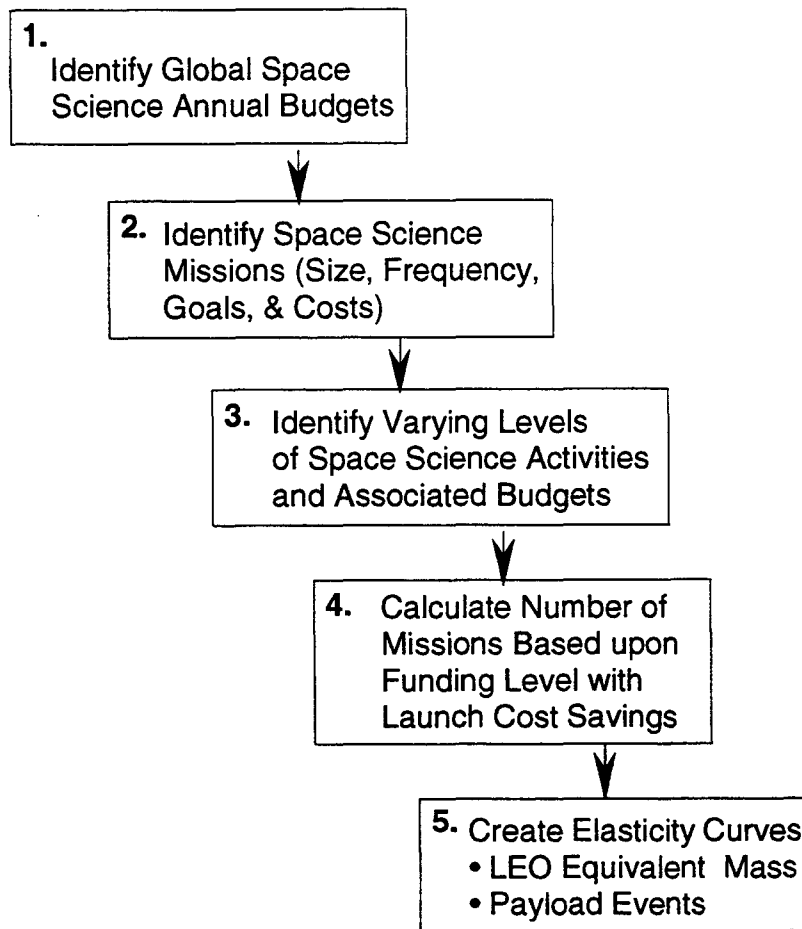 1.
Identify Global Space
Science Annual Budgets
2. Identify Space Science
Missions (Size, Frequency,
Goals, & Costs)
3. Identify Varying Levels
of Space Science Activities
and Associated Budgets
4. Calculate Number of
Missions Based upon
Funding Level with
Launch Cost Savings
5. Create Elasticity Curves
• LEO Equivalent Mass
• Payload Events